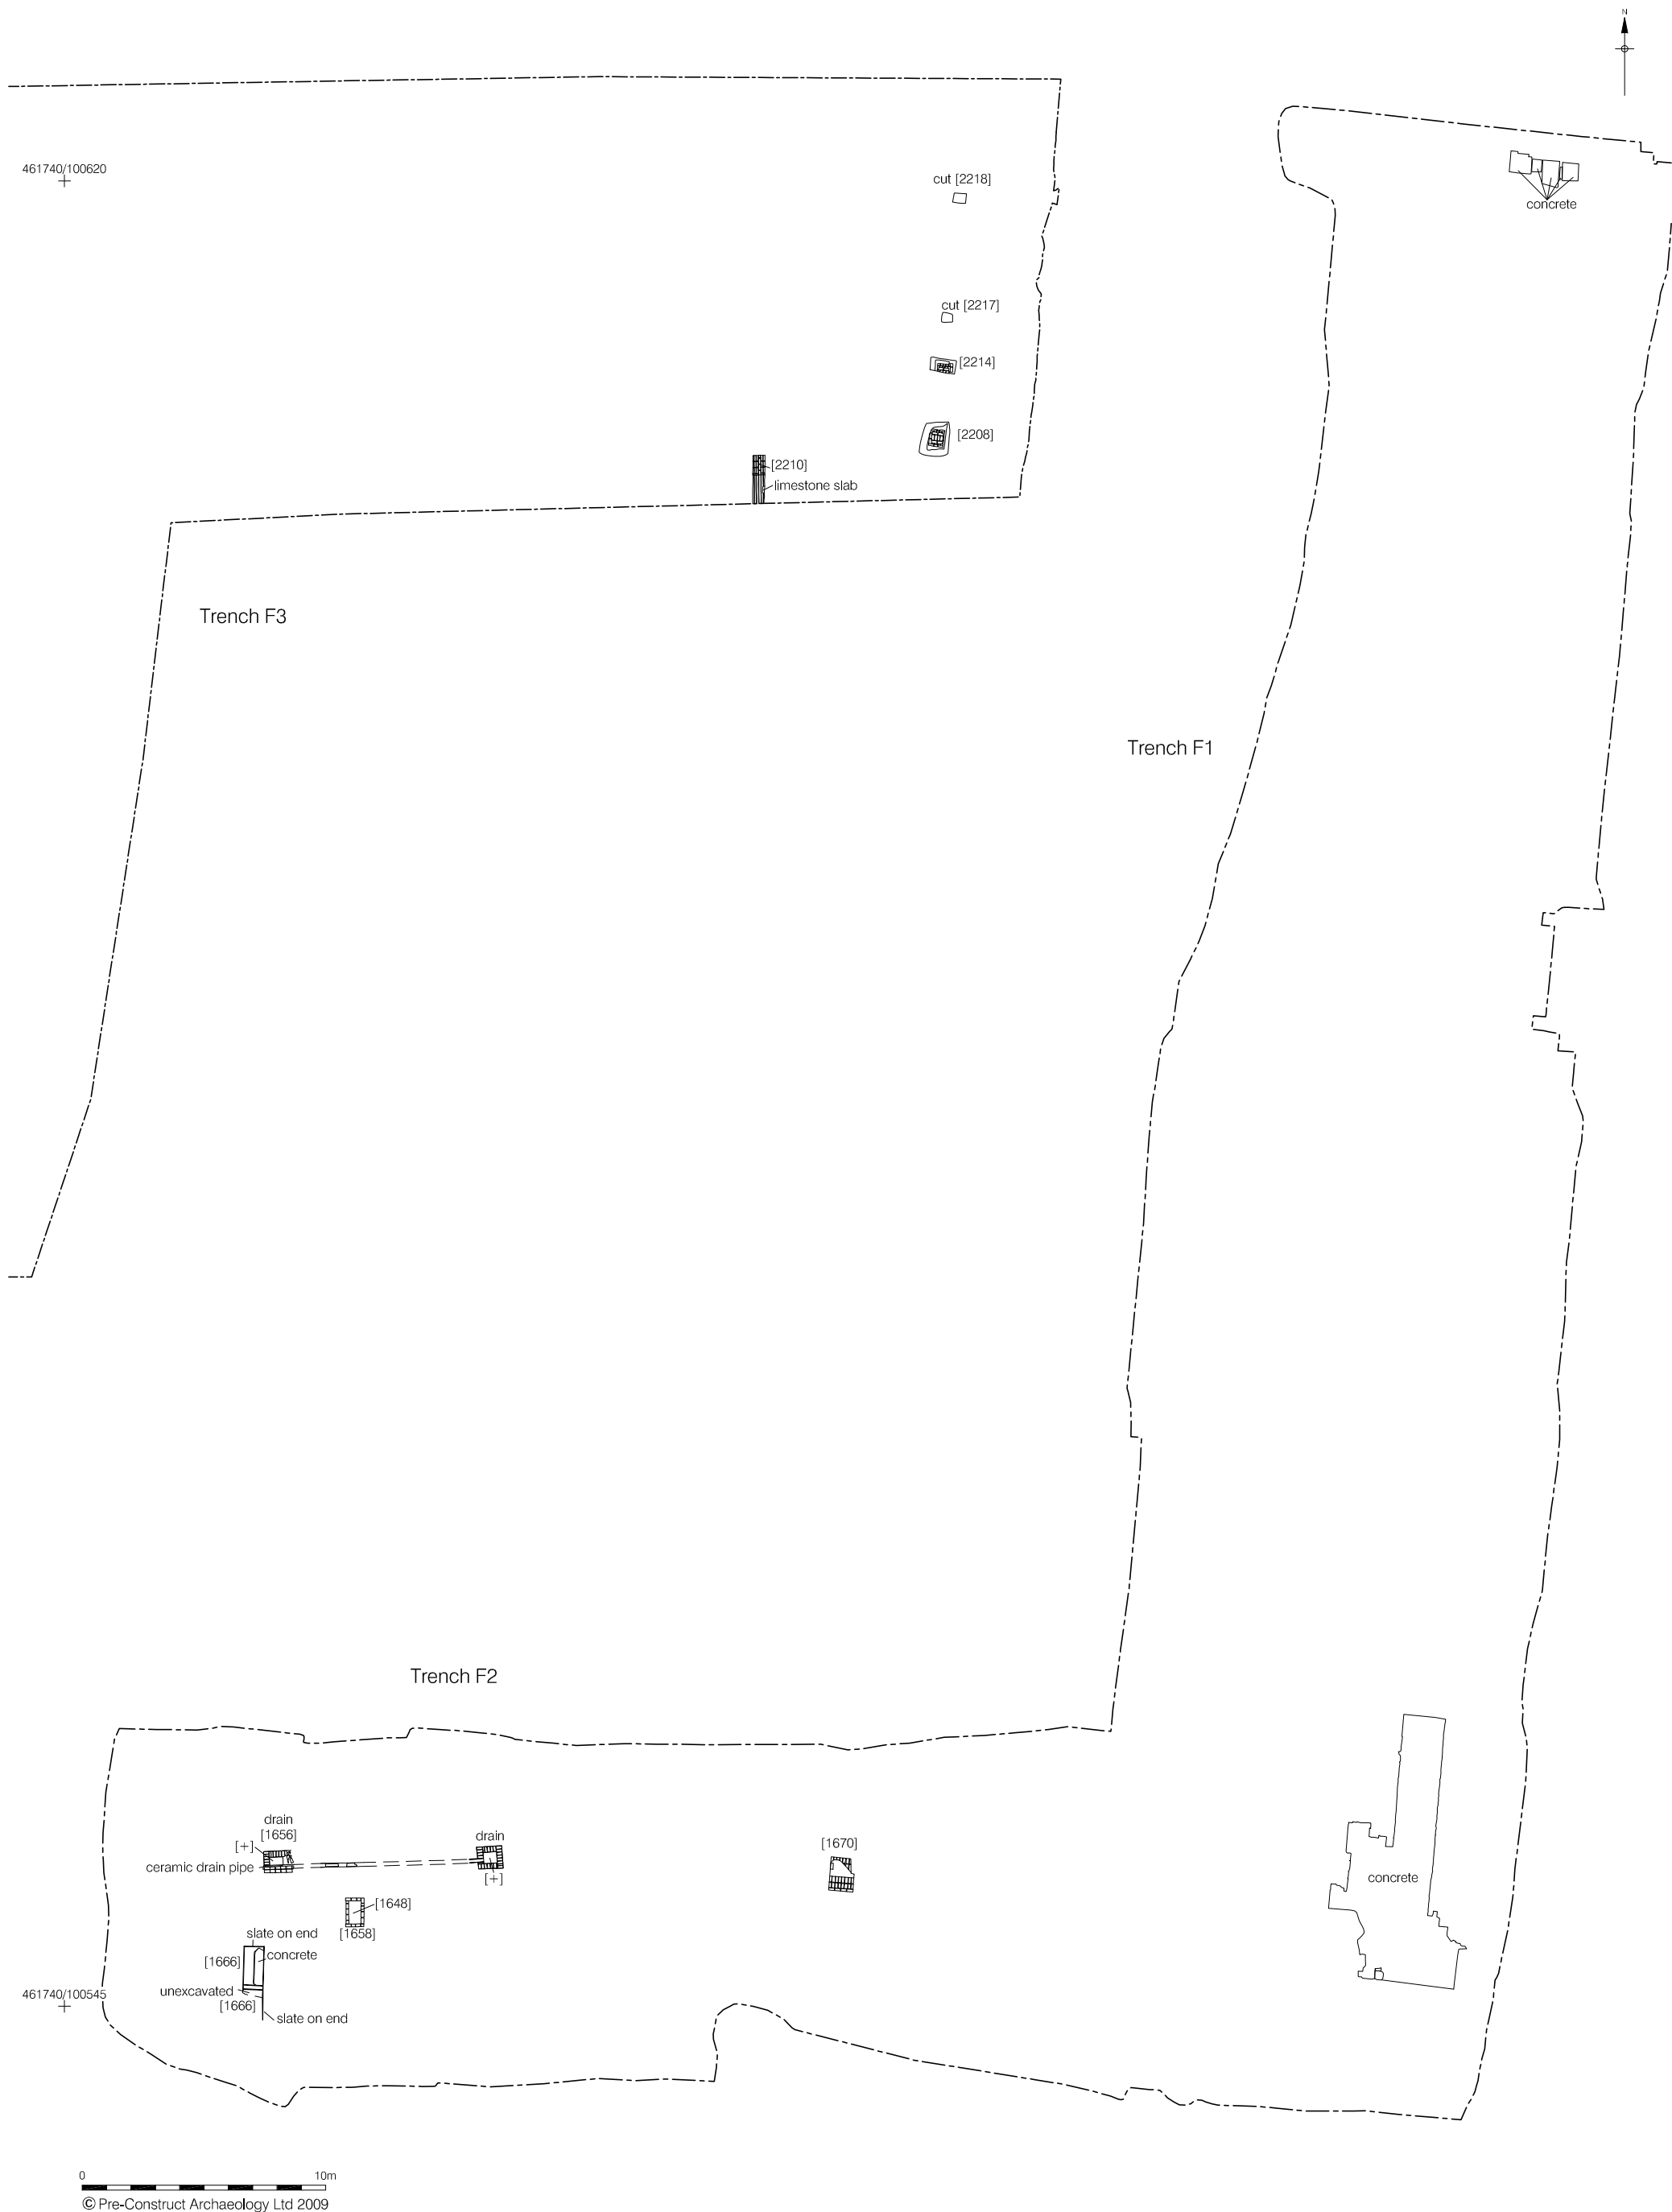 N
461740/100620
cut [2218]
concrete
cut [2217]
[2214]
[2208]
[2210]
limestone slab
Trench F3
Trench F1
Trench F2
drain
[1656]
[+]
ceramic drain pipe
drain
[+]
[1670]
concrete
[1648]
[1658]
slate on end
[1666]
concrete
unexcavated
[1666]
461740/100545
slate on end
0 10m
© Pre-Construct Archaeology Ltd 2009